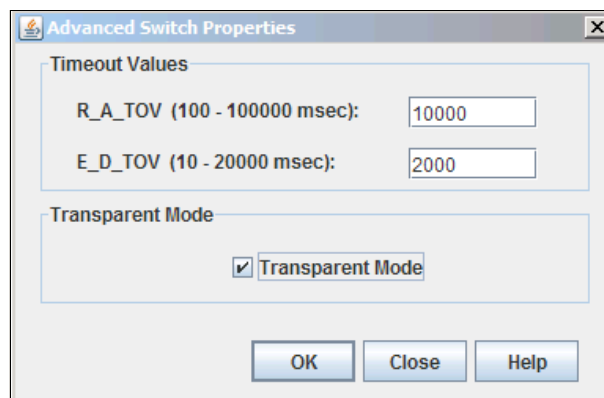 Advanced Switch Properties
Timeout Values
R_A_TOV (100 - 100000 msec): 10000
E_D_TOV (10 - 20000 msec): 2000
Transparent Mode
Transparent Mode
OK Close Help